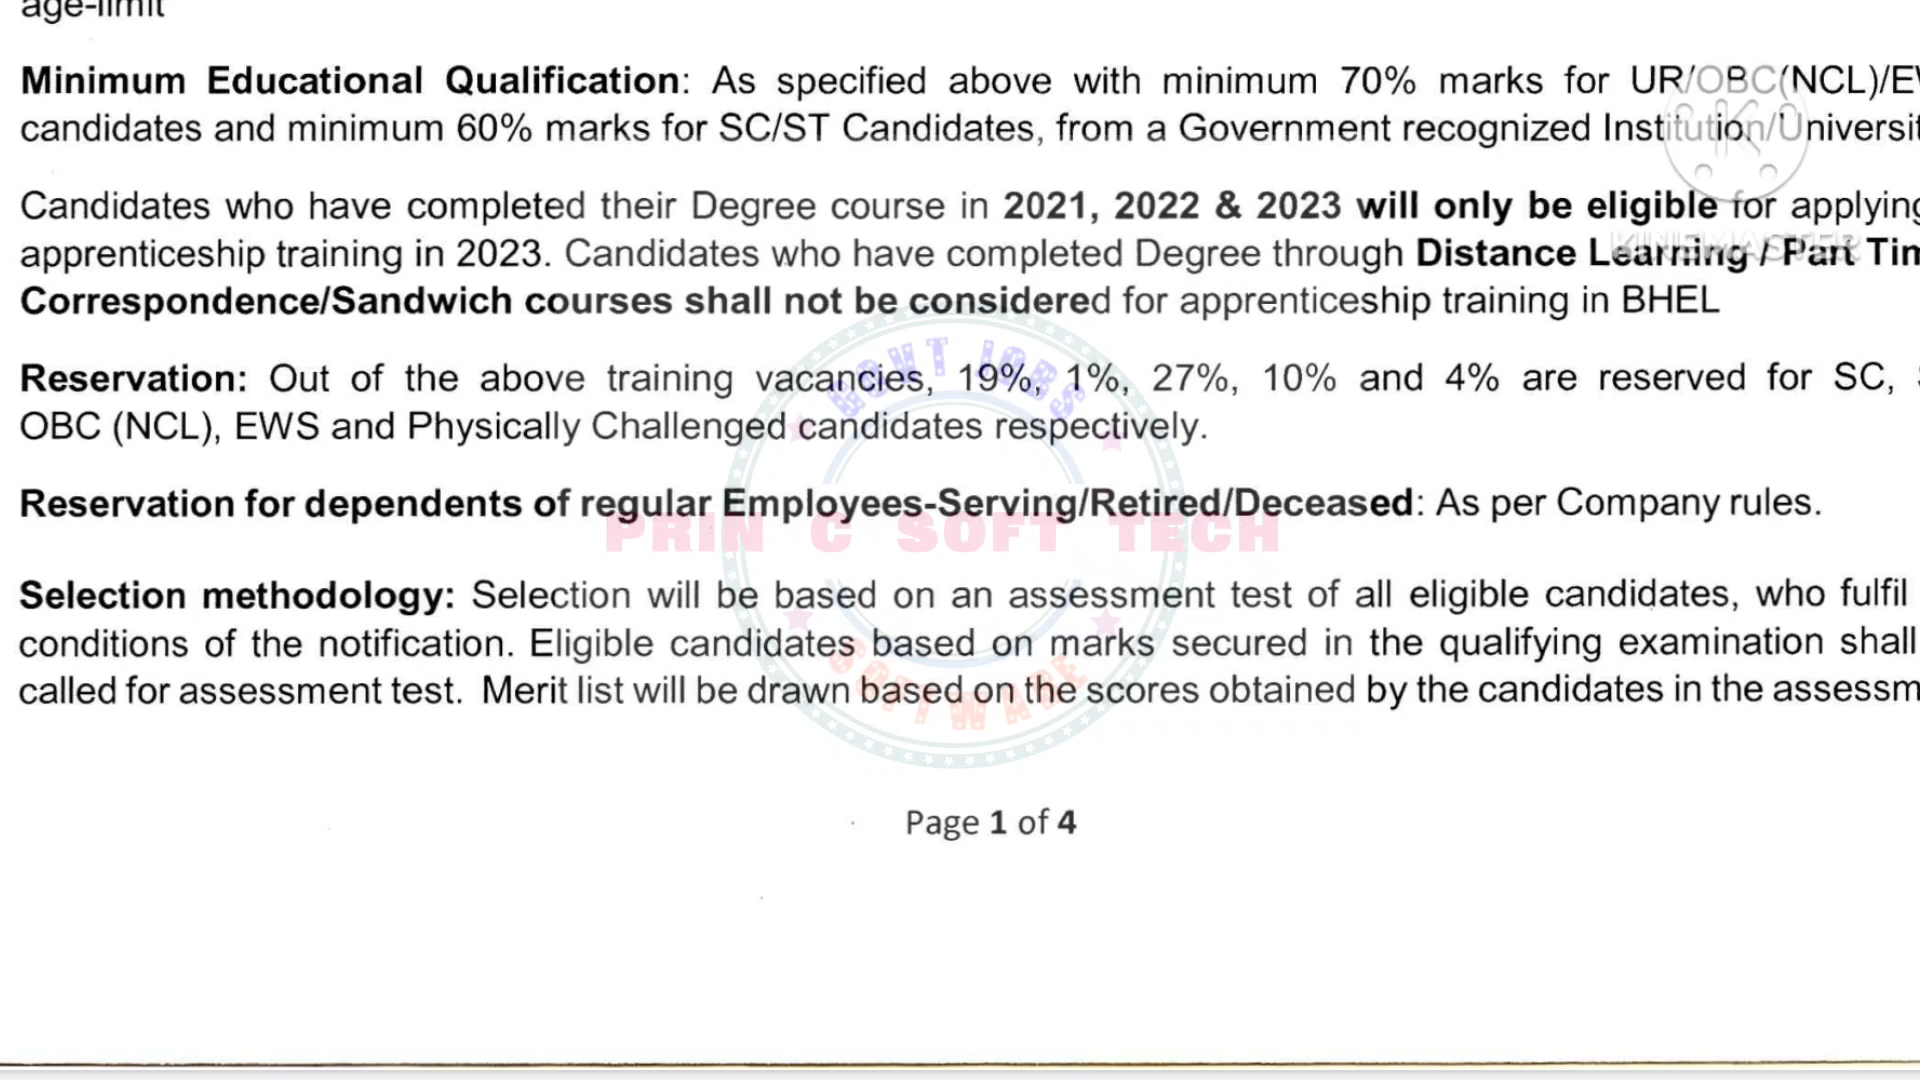 age-limit
Minimum Educational Qualification: As specified above with minimum 70% marks for UR/OBC(NCL)/EW
candidates and minimum 60% marks for SC/ST Candidates, from a Government recognized Institution/Universit
Candidates who have completed their Degree course in 2021, 2022 & 2023 will only be eligible for applying
apprenticeship training in 2023. Candidates who have completed Degree through Distance Learning / Part Tim
Correspondence/Sandwich courses shall not be considered for apprenticeship training in BHEL
Reservation: Out of the above training vacancies, 19%, 1%, 27%, 10% and 4% are reserved for SC,
OBC (NCL), EWS and Physically Challenged candidates respectively.
Reservation for dependents of regular Employees-Serving/Retired/Deceased: As per Company rules.
Selection methodology: Selection will be based on an assessment test of all eligible candidates, who fulfil
conditions of the notification. Eligible candidates based on marks secured in the qualifying examination shall
called for assessment test. Merit list will be drawn based on the scores obtained by the candidates in the assessm
Page 1 of 4
K
KINEMASTER
GOVT JOBS
PRIN C SOFT TECH
SOFTWARE